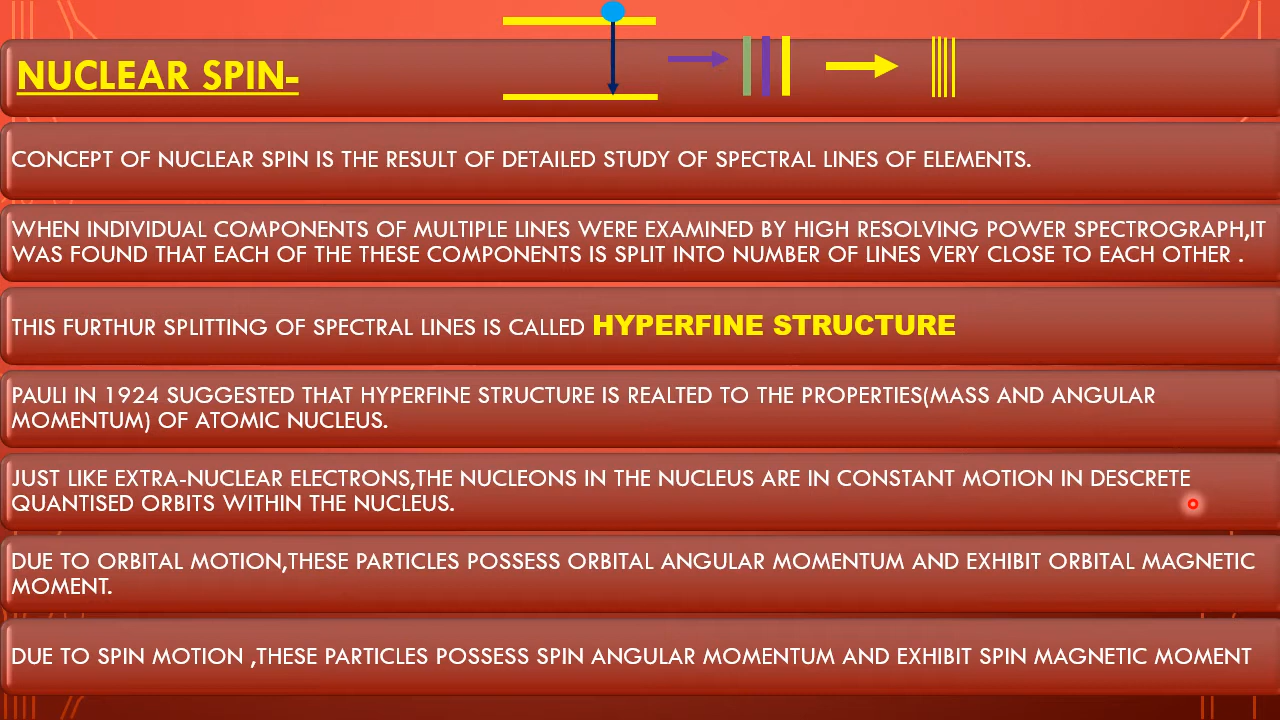 NUCLEAR SPIN-
CONCEPT OF NUCLEAR SPIN IS THE RESULT OF DETAILED STUDY OF SPECTRAL LINES OF ELEMENTS.
WHEN INDIVIDUAL COMPONENTS OF MULTIPLE LINES WERE EXAMINED BY HIGH RESOLVING POWER SPECTROGRAPH,IT
WAS FOUND THAT EACH OF THE THESE COMPONENTS IS SPLIT INTO NUMBER OF LINES VERY CLOSE TO EACH OTHER .
THIS FURTHUR SPLITTING OF SPECTRAL LINES IS CALLED HYPERFINE STRUCTURE
PAULI IN 1924 SUGGESTED THAT HYPERFINE STRUCTURE IS REALTED TO THE PROPERTIES(MASS AND ANGULAR
MOMENTUM) OF ATOMIC NUCLEUS.
JUST LIKE EXTRA-NUCLEAR ELECTRONS,THE NUCLEONS IN THE NUCLEUS ARE IN CONSTANT MOTION IN DESCRETE
QUANTISED ORBITS WITHIN THE NUCLEUS.
DUE TO ORBITAL MOTION,THESE PARTICLES POSSESS ORBITAL ANGULAR MOMENTUM AND EXHIBIT ORBITAL MAGNETIC
MOMENT.
DUE TO SPIN MOTION ,THESE PARTICLES POSSESS SPIN ANGULAR MOMENTUM AND EXHIBIT SPIN MAGNETIC MOMENT